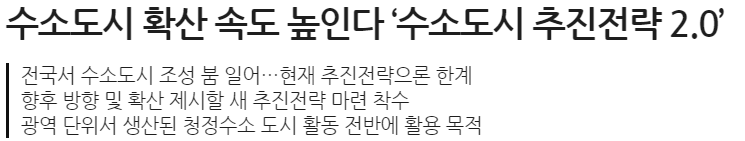 수소도시 확산 속도 높인다 ‘수소도시 추진전략 2.0’
전국서 수소도시 조성 붐 일어…현재 추진전략으론 한계
향후 방향 및 확산 제시할 새 추진전략 마련 착수
광역 단위서 생산된 청정수소 도시 활동 전반에 활용 목적